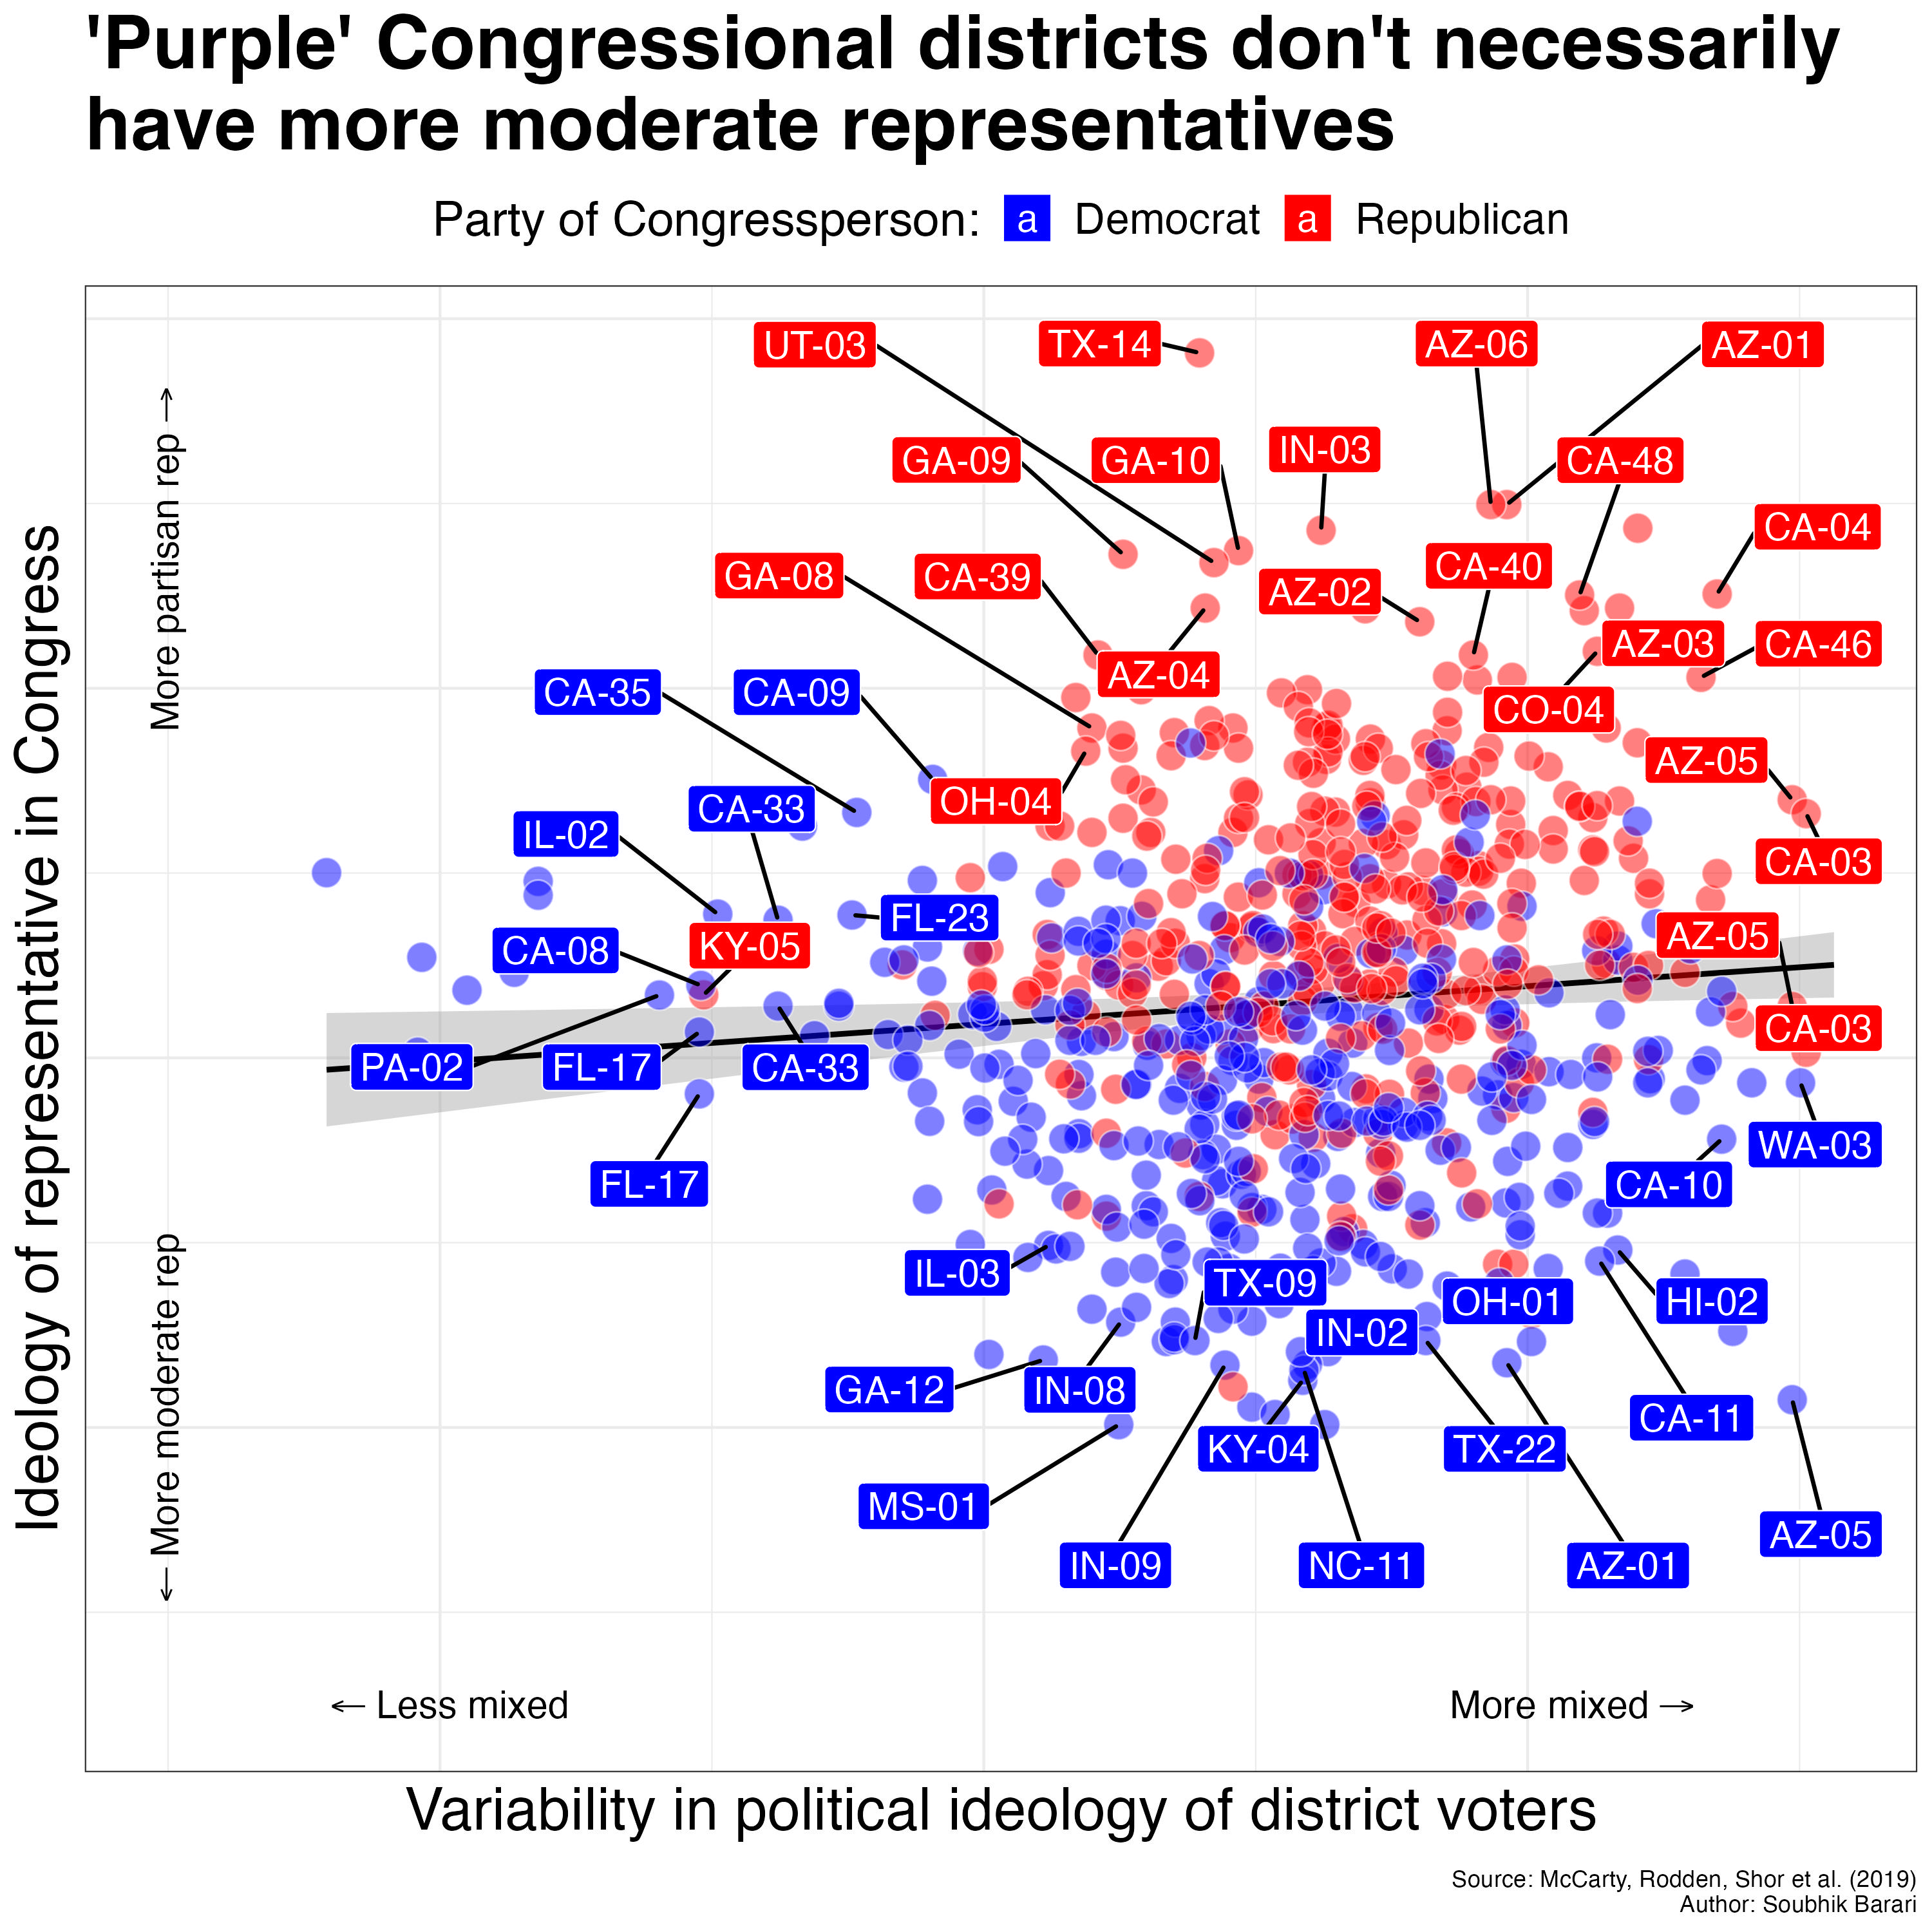 'Purple' Congressional districts don't necessarily
have more moderate representatives
Party of Congressperson: a Democrat a Republican
Ideology of representative in Congress
More partisan rep →
← More moderate rep
UT-03
TX-14
AZ-06
AZ-01
GA-09
GA-10
IN-03
CA-48
CA-04
GA-08
CA-39
AZ-02
CA-40
AZ-04
AZ-03
CA-46
CA-35
CA-09
CO-04
AZ-05
OH-04
CA-33
IL-02
CA-03
FL-23
CA-08
KY-05
AZ-05
CA-03
PA-02
FL-17
CA-33
FL-17
WA-03
CA-10
IL-03
TX-09
OH-01
HI-02
IN-02
GA-12
IN-08
KY-04
TX-22
CA-11
MS-01
IN-09
NC-11
AZ-01
AZ-05
← Less mixed
More mixed →
Variability in political ideology of district voters
Source: McCarty, Rodden, Shor et al. (2019)
Author: Soubhik Barari